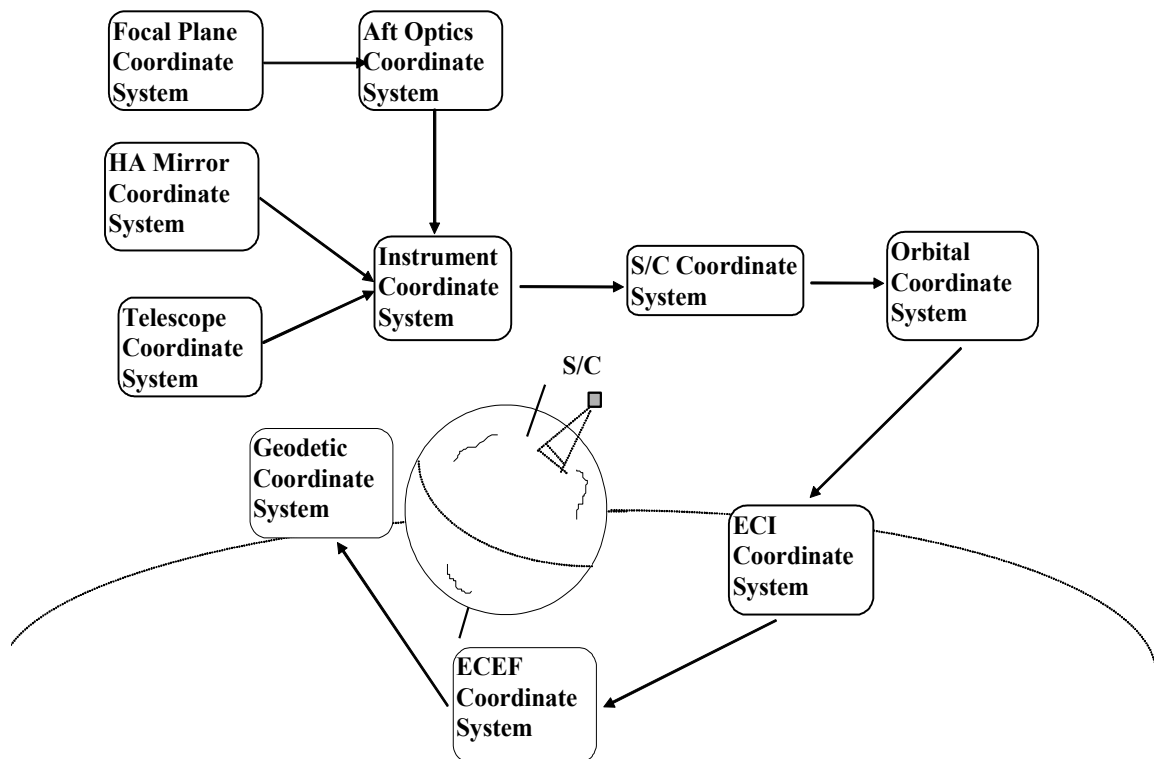 Focal Plane
Coordinate
System
Aft Optics
Coordinate
System
HA Mirror
Coordinate
System
Telescope
Coordinate
System
Instrument
Coordinate
System
S/C Coordinate
System
Orbital
Coordinate
System
S/C
Geodetic
Coordinate
System
ECI
Coordinate
System
ECEF
Coordinate
System